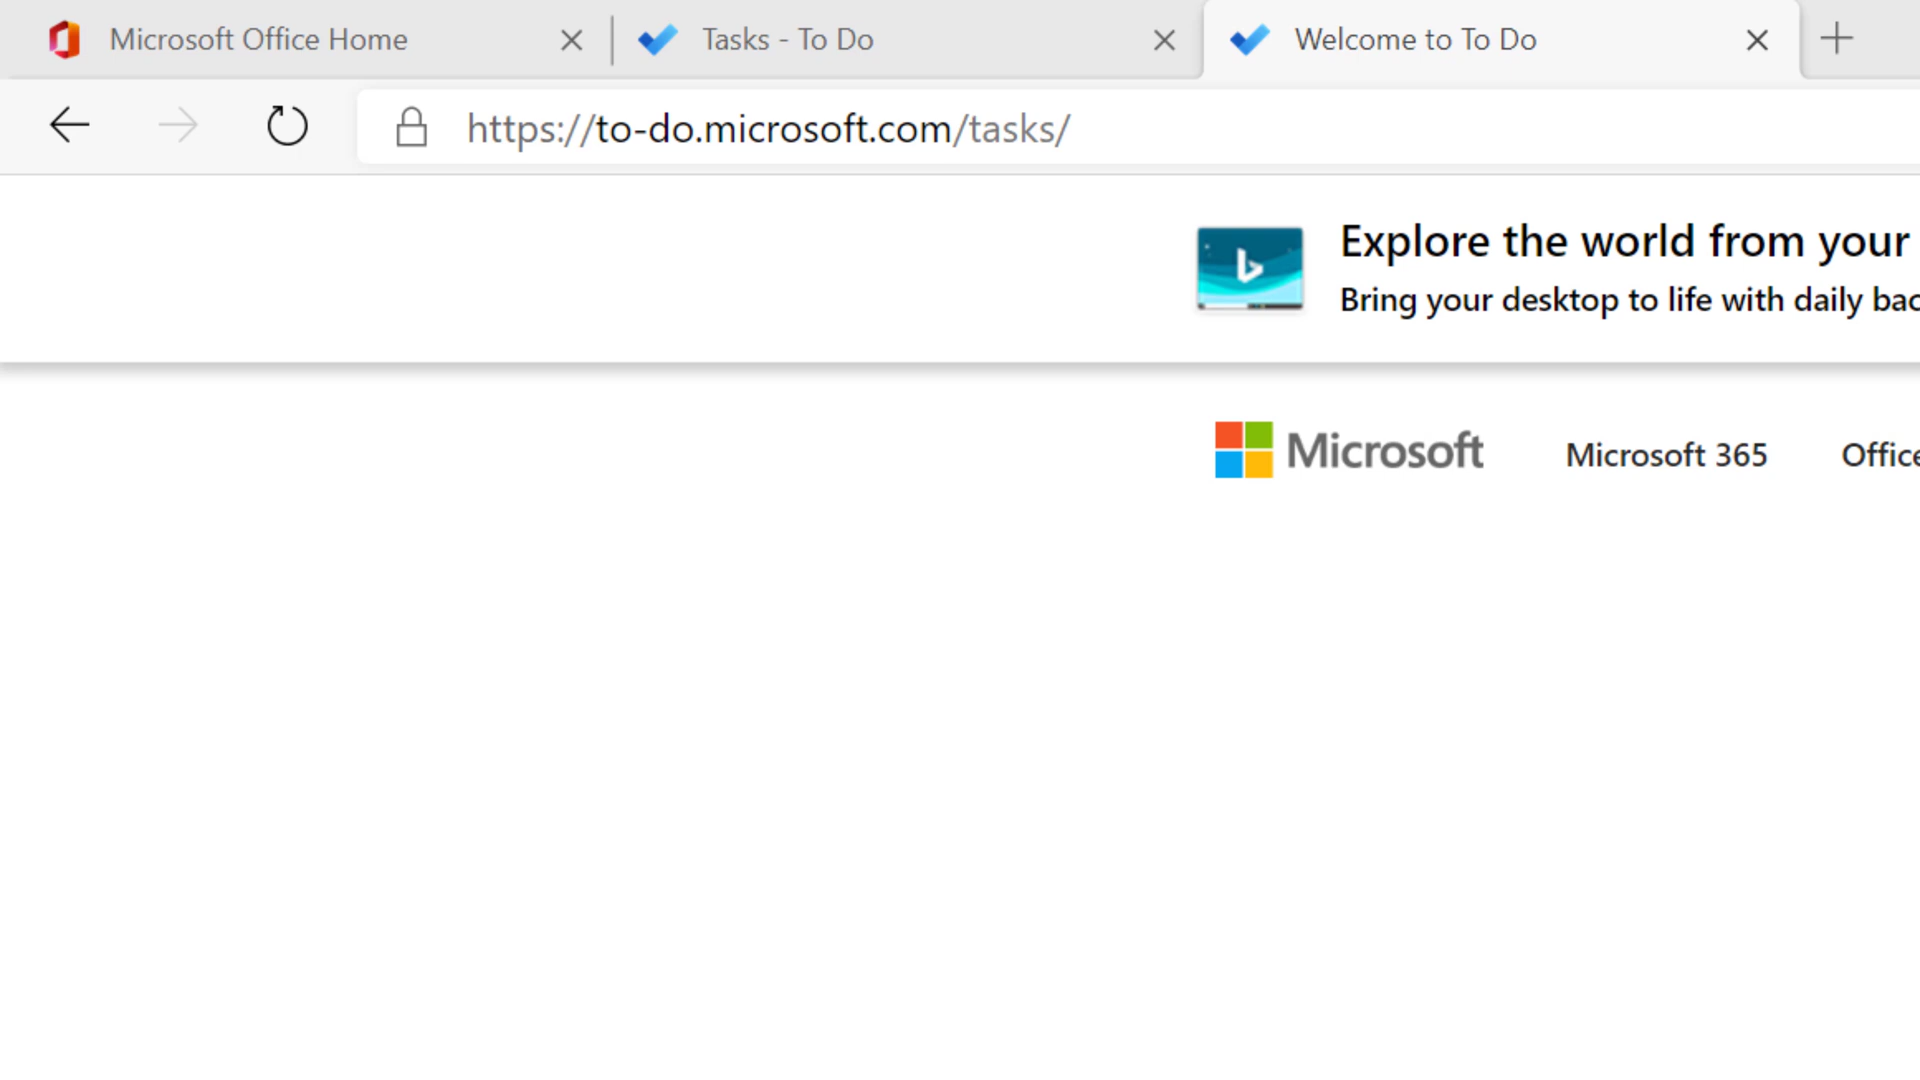 Microsoft Office Home
Tasks - To Do
Welcome to To Do
https://to-do.microsoft.com/tasks/
Explore the world from your
Bring your desktop to life with daily bac
Microsoft
Microsoft 365
Office